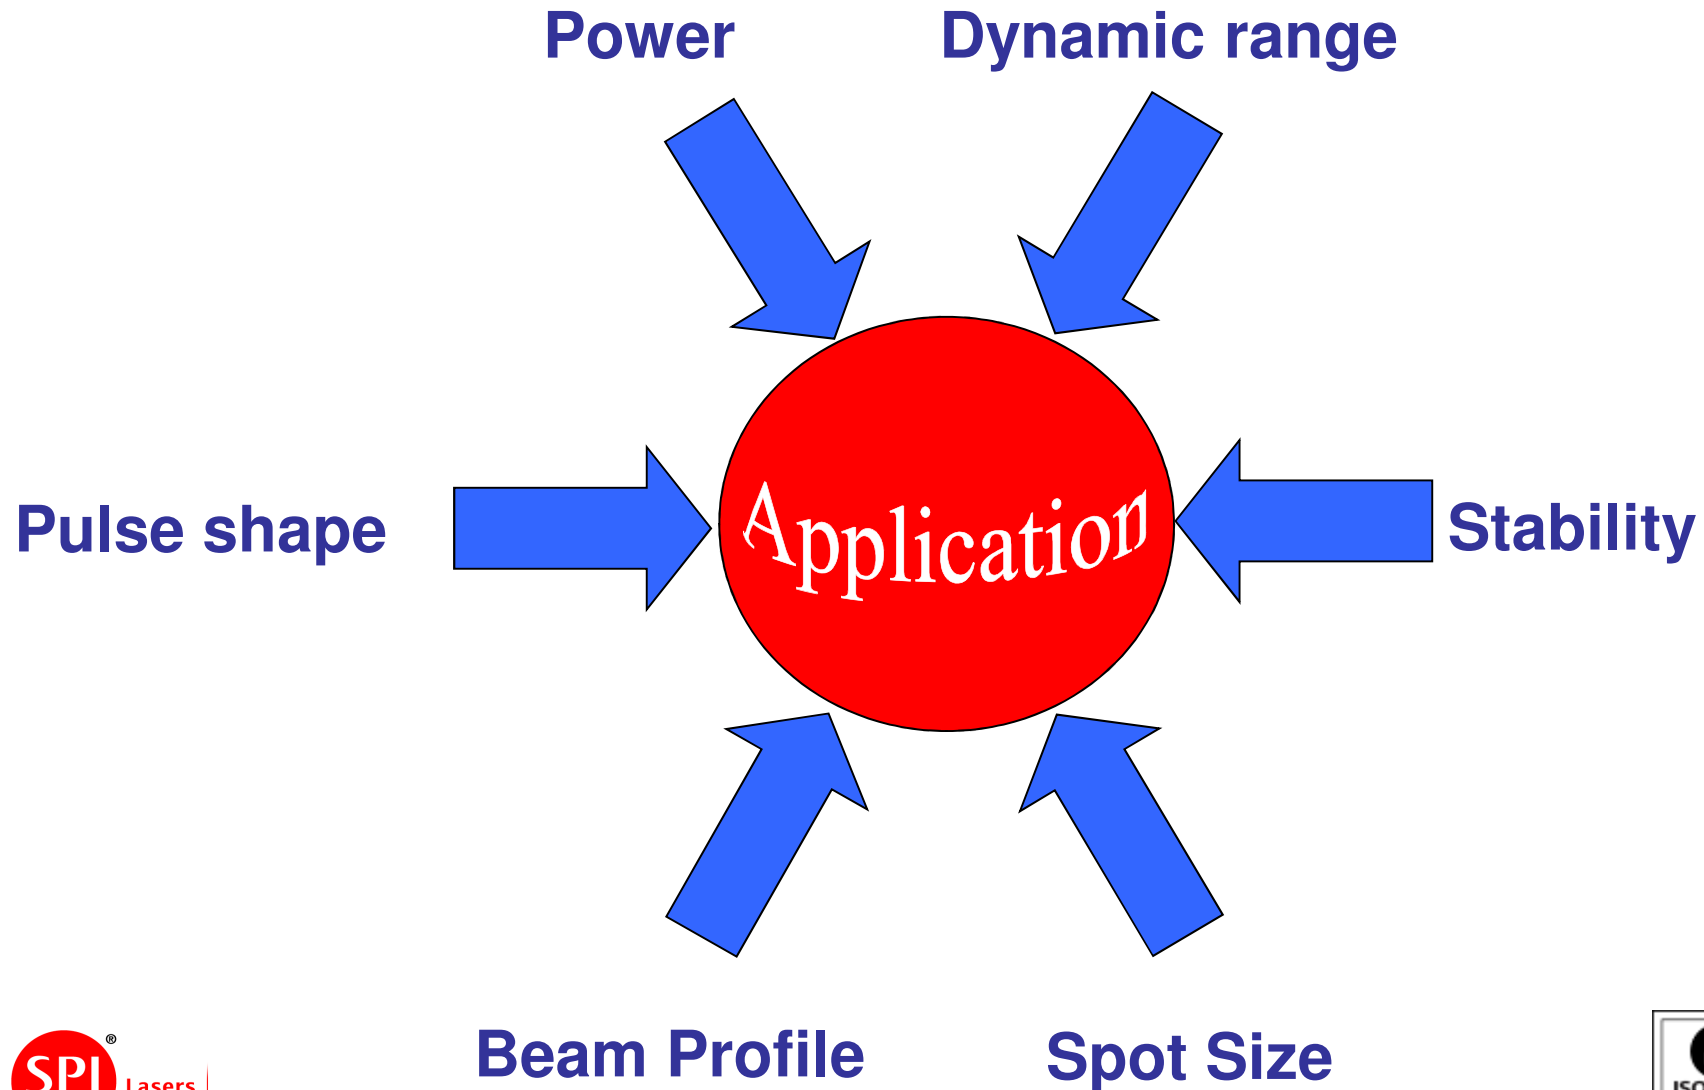 Power
Dynamic range
Pulse shape
Application
Stability
Beam Profile
Spot Size
SPI®
Lasers